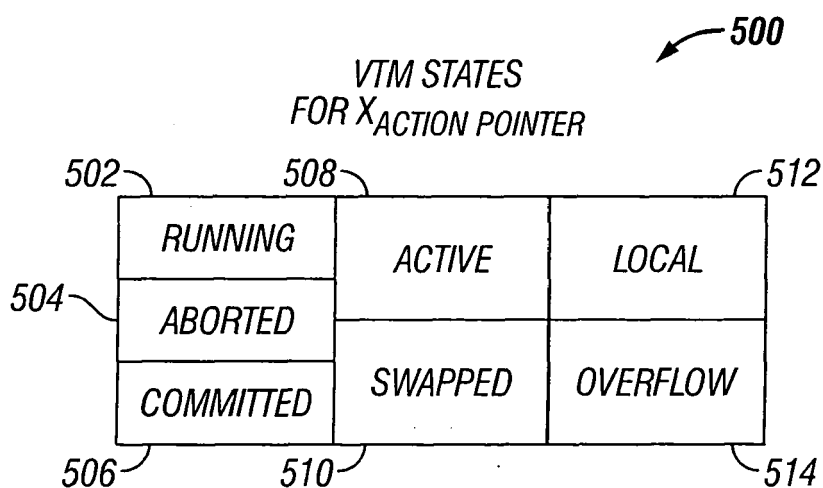 500
VTM STATES
FOR XACTION POINTER
502
508
512
RUNNING
ACTIVE
LOCAL
504
ABORTED
COMMITTED
SWAPPED
OVERFLOW
506
510
514